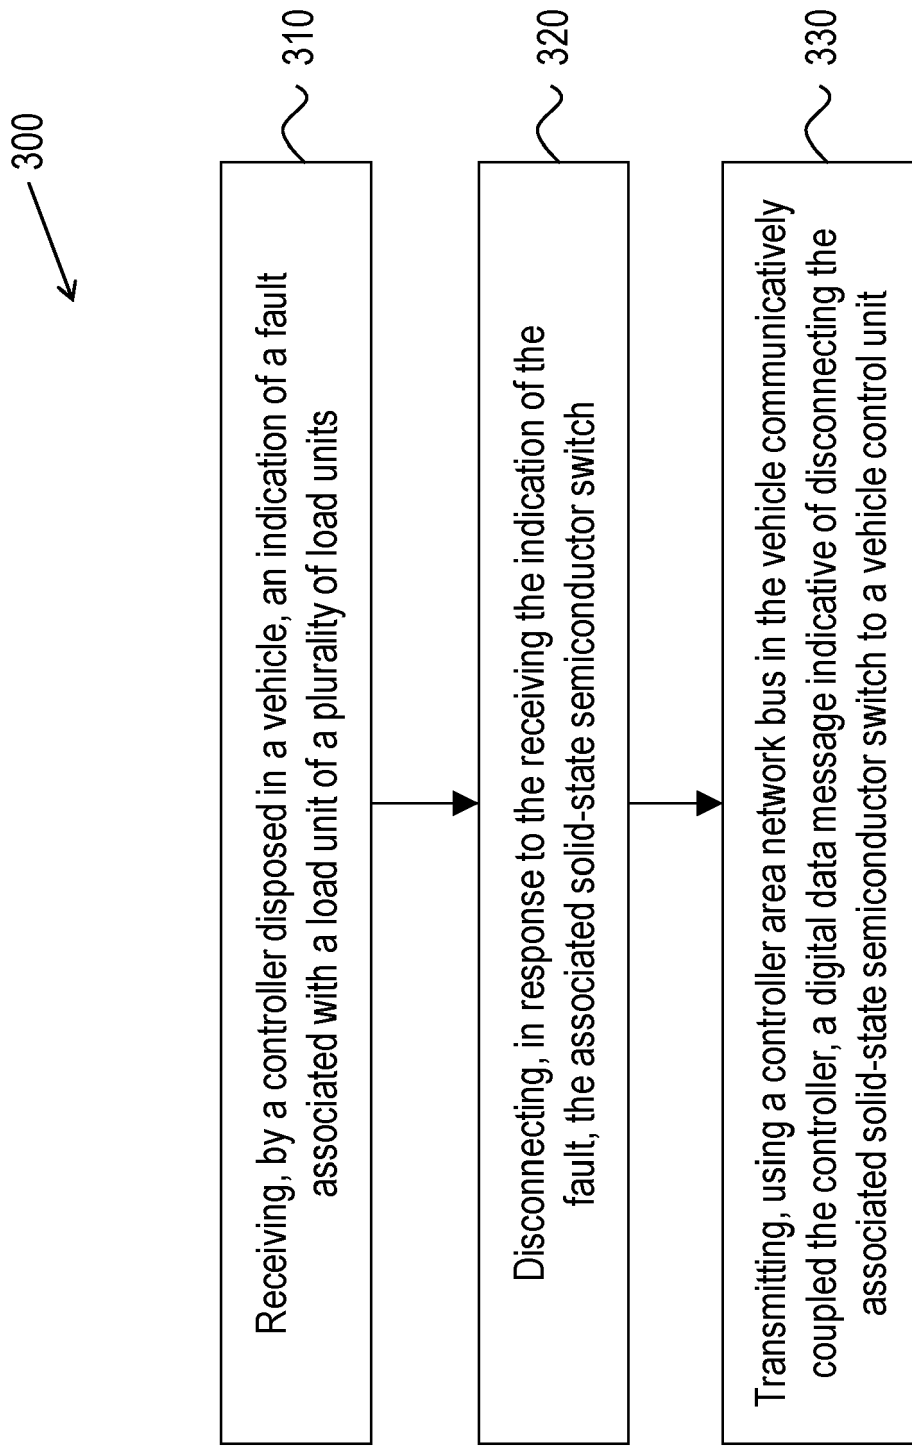 300
Receiving, by a controller disposed in a vehicle, an indication of a fault
associated with a load unit of a plurality of load units
310
Disconnecting, in response to the receiving the indication of the
fault, the associated solid-state semiconductor switch
320
Transmitting, using a controller area network bus in the vehicle communicatively
coupled the controller, a digital data message indicative of disconnecting the
associated solid-state semiconductor switch to a vehicle control unit
330